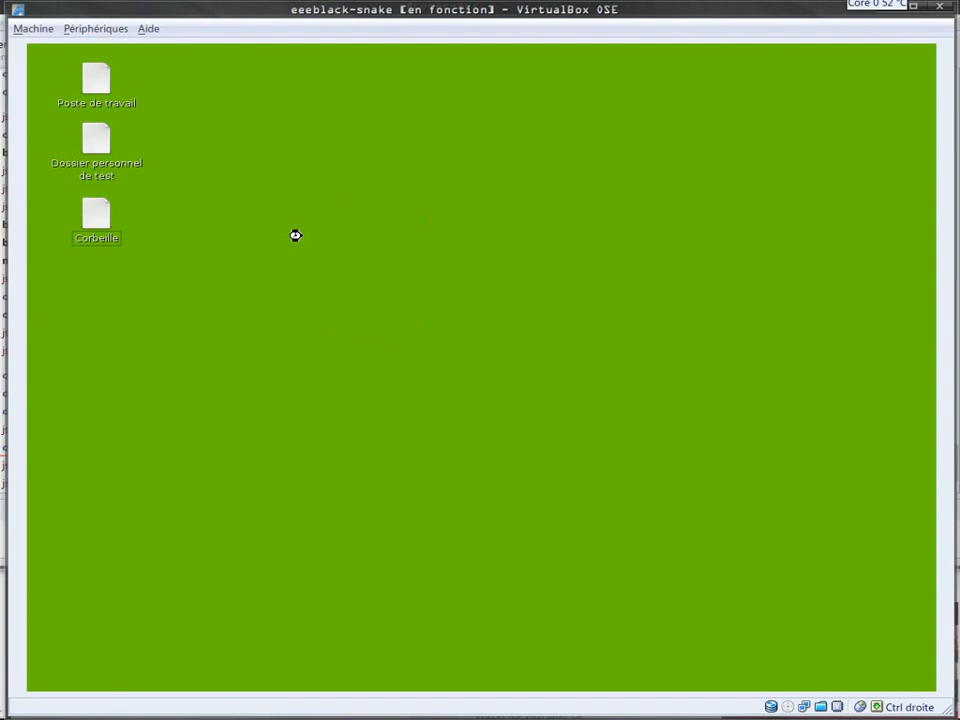 eeeblack-snake [en fonction] - VirtualBox OSE
Core 0 52 °C
Machine Périphériques Aide
Poste de travail
Dossier personnel
de test
Corbeille
Ctrl droite